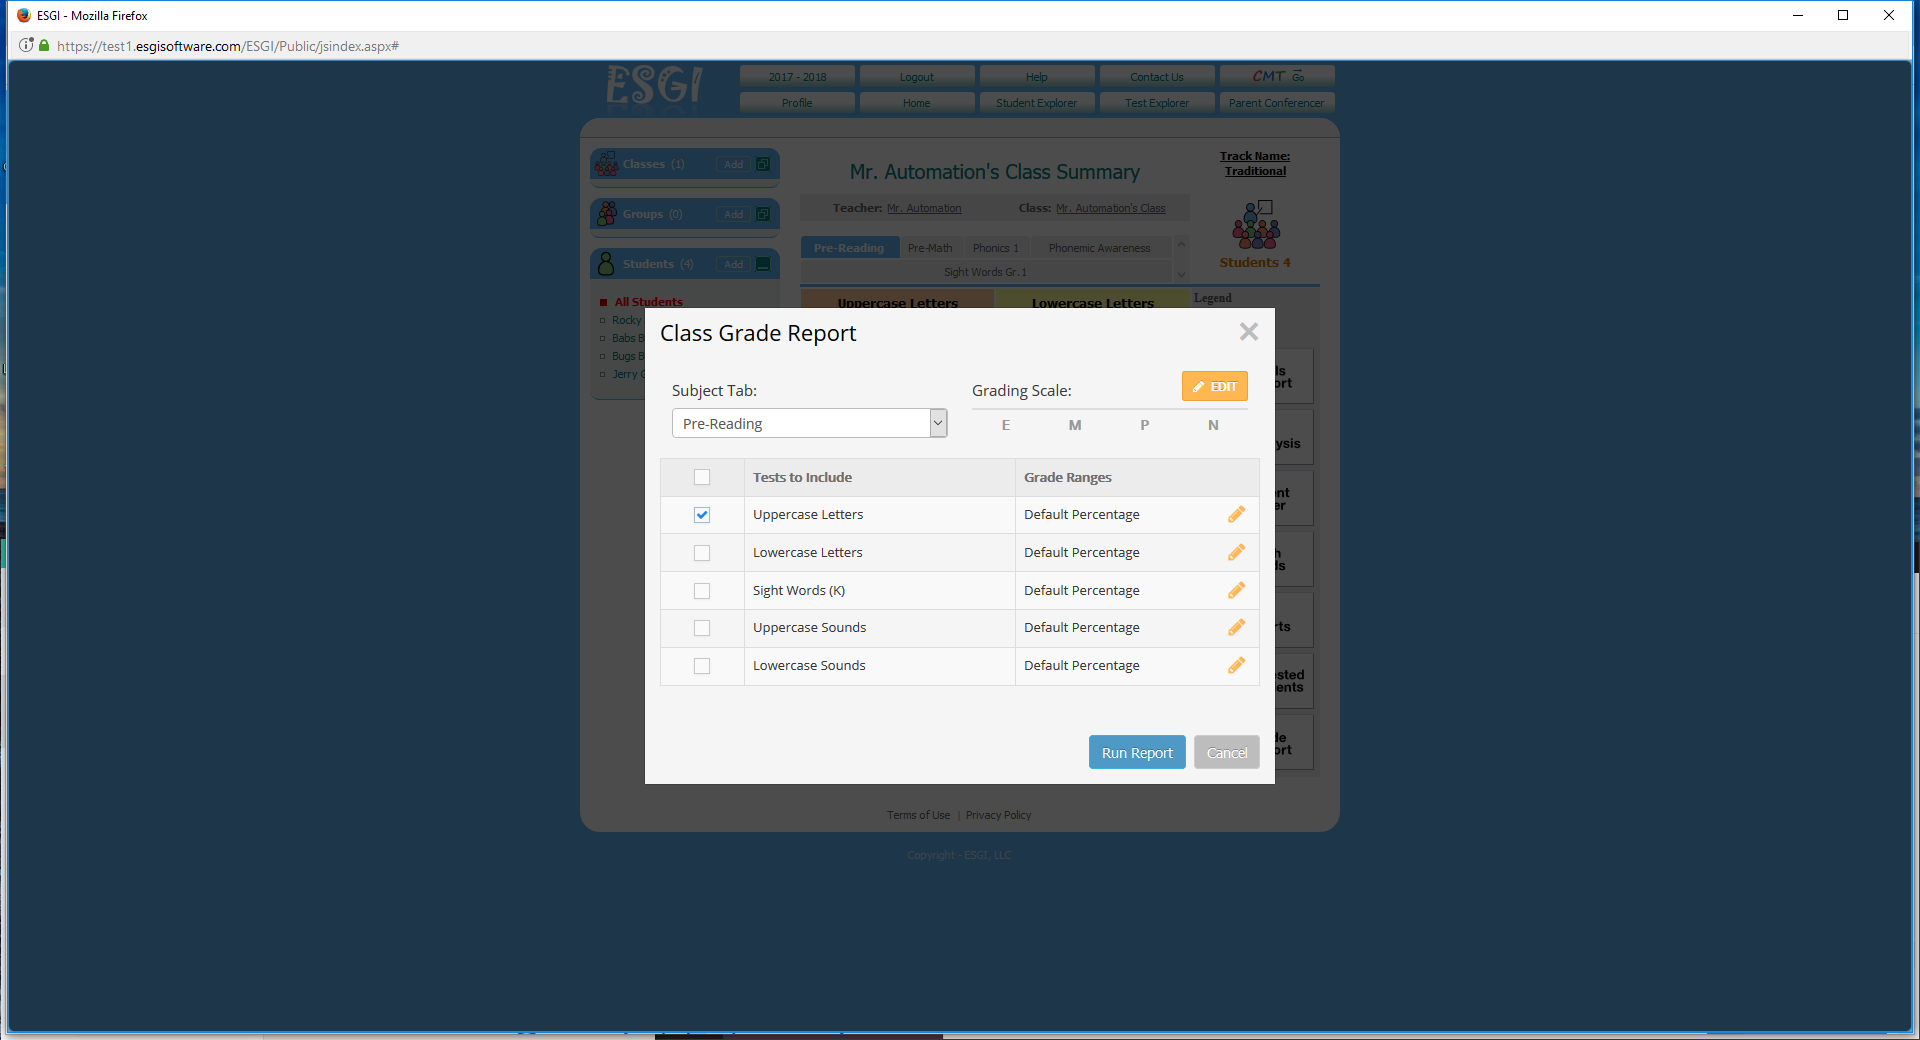 ESGI - Mozilla Firefox
https://test1.esgisoftware.com/ESGI/Public/jsindex.aspx#
ESGI
2017 - 2018
Logout
Help
Contact Us
CMT Go
Profile
Home
Student Explorer
Test Explorer
Parent Conferencer
Classes (1)
Add
Groups (0)
Add
Students (4)
Add
All Students
Rocky
Babs B
Bugs B
Jerry
Mr. Automation's Class Summary
Teacher: Mr. Automation
Class: Mr. Automation's Class
Track Name:
Traditional
Students 4
Pre-Reading
Pre-Math
Phonics 1
Phonemic Awareness
Sight Words Gr.1
Uppercase Letters
Lowercase Letters
Legend
Class Grade Report
Subject Tab:
Pre-Reading
Grading Scale:
EDIT
E M P N
Tests to Include
Grade Ranges
Uppercase Letters
Default Percentage
Lowercase Letters
Default Percentage
Sight Words (K)
Default Percentage
Uppercase Sounds
Default Percentage
Lowercase Sounds
Default Percentage
Run Report
Cancel
ls
ort
ysis
nt
er
h
ds
rts
sted
ents
de
ort
Terms of Use | Privacy Policy
Copyright - ESGI, LLC